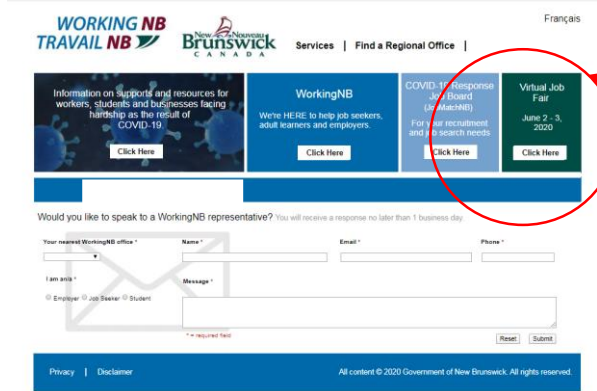 Français
WORKING NB
TRAVAIL NB
New Nouveau
Brunswick
CANADA
Services | Find a Regional Office |
Information on supports and resources for
workers, students and businesses facing
hardship as the result of
COVID-19.
Click Here
WorkingNB
We're HERE to help job seekers,
adult learners and employers.
Click Here
COVID-19 Response
Job Board
(JobMatchNB)
For your recruitment
and job search needs
Click Here
Virtual Job
Fair
June 2 - 3,
2020
Click Here
Would you like to speak to a WorkingNB representative? You will receive a response no later than 1 business day
Your nearest WorkingNB office *
Name *
Email *
Phone *
I am an/a *
Employer Job Seeker Student
Message *
* = required field
Reset Submit
Privacy | Disclaimer
All content © 2020 Government of New Brunswick. All rights reserved.